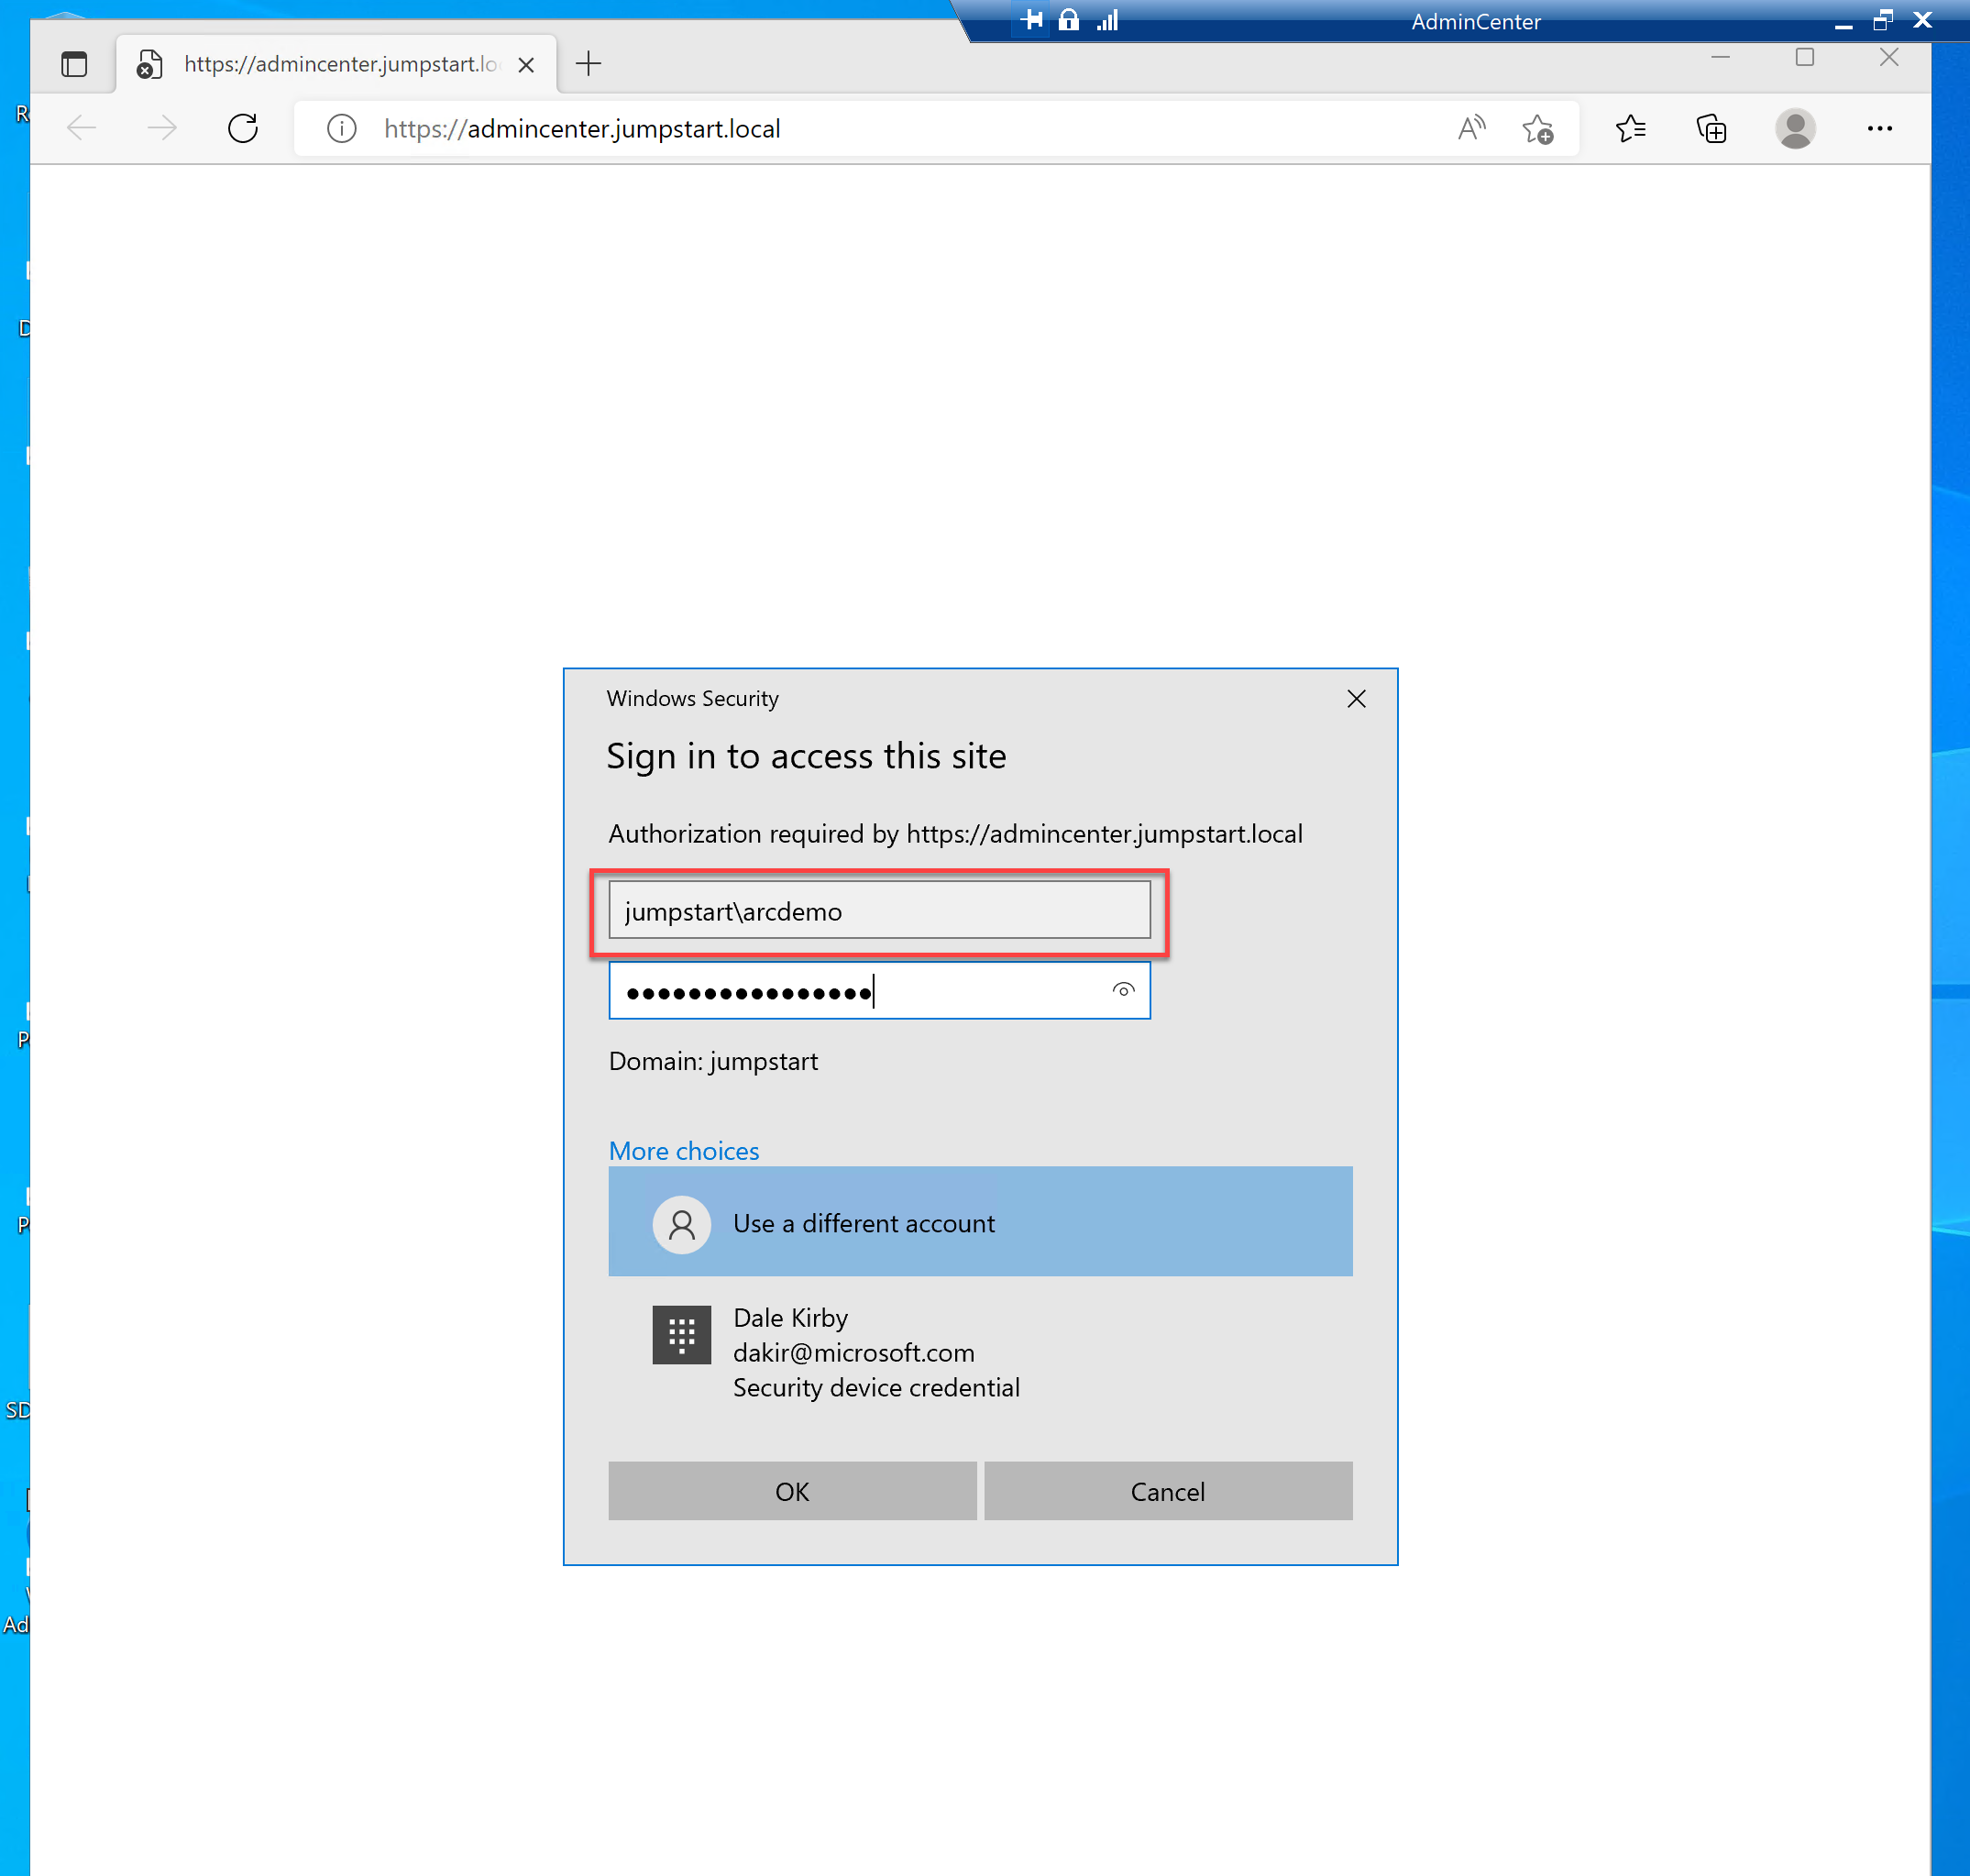 AdminCenter
https://admincenter.jumpstart.lo
https://admincenter.jumpstart.local
Windows Security
Sign in to access this site
Authorization required by https://admincenter.jumpstart.local
jumpstart\arcdemo
Domain: jumpstart
More choices
Use a different account
Dale Kirby
dakir@microsoft.com
Security device credential
OK
Cancel
SD
Ad